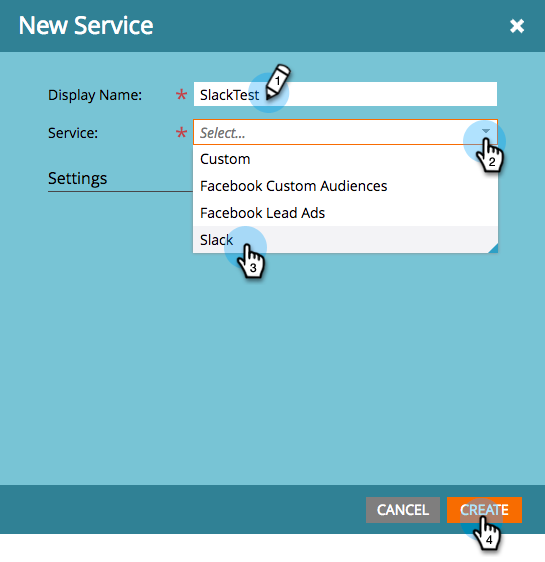 New Service
Display Name: * SlackTest 1
Service: * Select... 2
Custom
Settings
Facebook Custom Audiences
Facebook Lead Ads
Slack 3
CANCEL CREATE 4